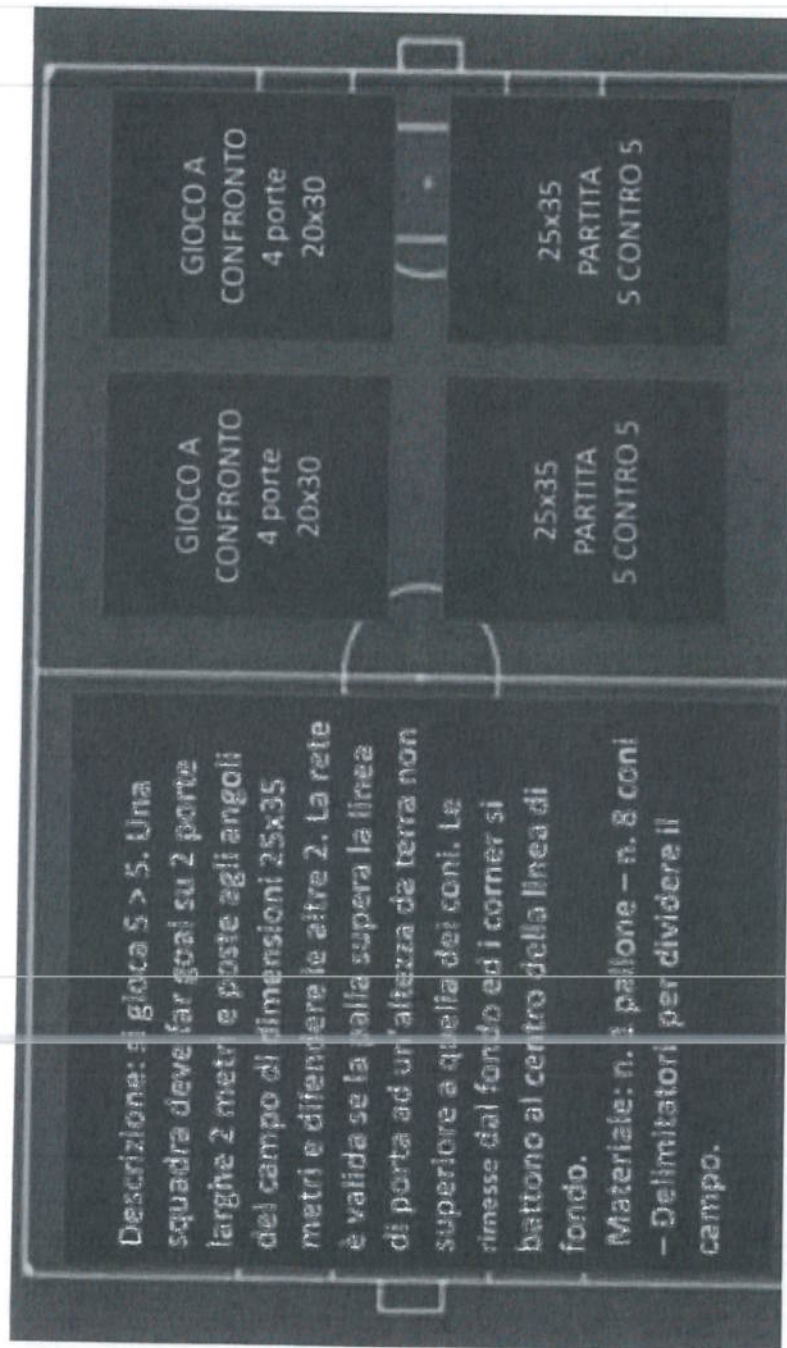 Descrizione: si gioca 5 > 5. Una
squadra deve far goal su 2 porte
larghe 2 metri e poste agli angoli
del campo di dimensioni 25x35
metri e difendere le altre 2. La rete
è valida se la palla supera la linea
di porta ad un'altezza da terra non
superiore a quella dei coni. Le
rimesse dal fondo ed i corner si
battono al centro della linea di
fondo.
Materiale: n. 1 pallone – n. 8 coni
– Delimitatori per dividere il
campo.
GIOCO A
CONFRONTO
4 porte
20x30
GIOCO A
CONFRONTO
4 porte
20x30
25x35
PARTITA
5 CONTRO 5
25x35
PARTITA
5 CONTRO 5